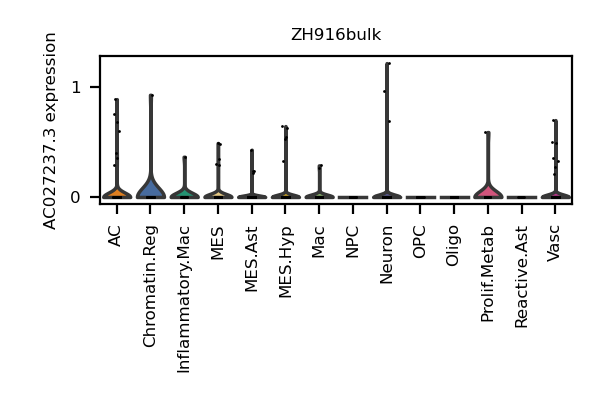 ZH916bulk
AC027237.3 expression
1
0
AC
Chromatin.Reg
Inflammatory.Mac
MES
MES.Ast
MES.Hyp
Mac
NPC
Neuron
OPC
Oligo
Prolif.Metab
Reactive.Ast
Vasc